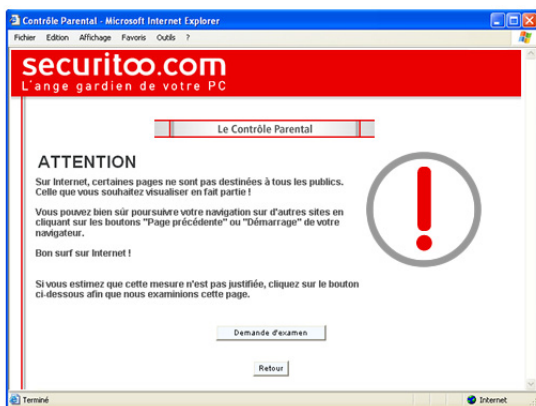 Contrôle Parental - Microsoft Internet Explorer
Fichier Edition Affichage Favoris Outils ?
securitoo.com
L'ange gardien de votre PC
Le Contrôle Parental
ATTENTION
Sur Internet, certaines pages ne sont pas destinées à tous les publics.
Celle que vous souhaitez visualiser en fait partie !
Vous pouvez bien sûr poursuivre votre navigation sur d'autres sites en
cliquant sur les boutons "Page précédente" ou "Démarrage" de votre
navigateur.
Bon surf sur Internet !
Si vous estimez que cette mesure n'est pas justifiée, cliquez sur le bouton
ci-dessous afin que nous examinions cette page.
Demande d'examen
Retour
Terminé
Internet